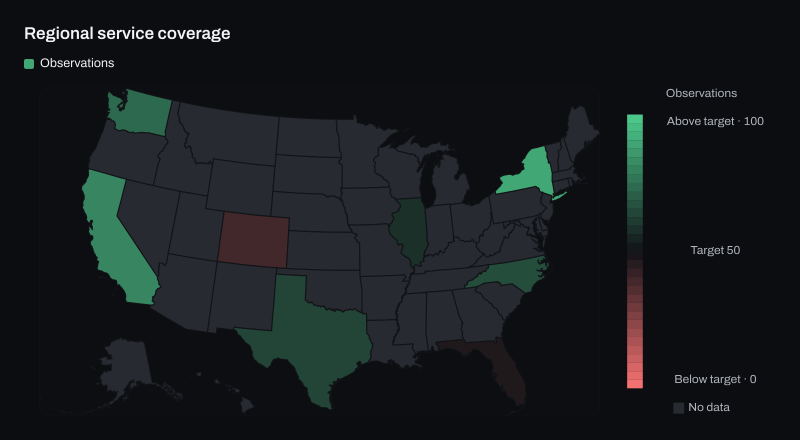 Regional service coverage
Observations
Observations
Above target · 100
Target 50
Below target · 0
No data